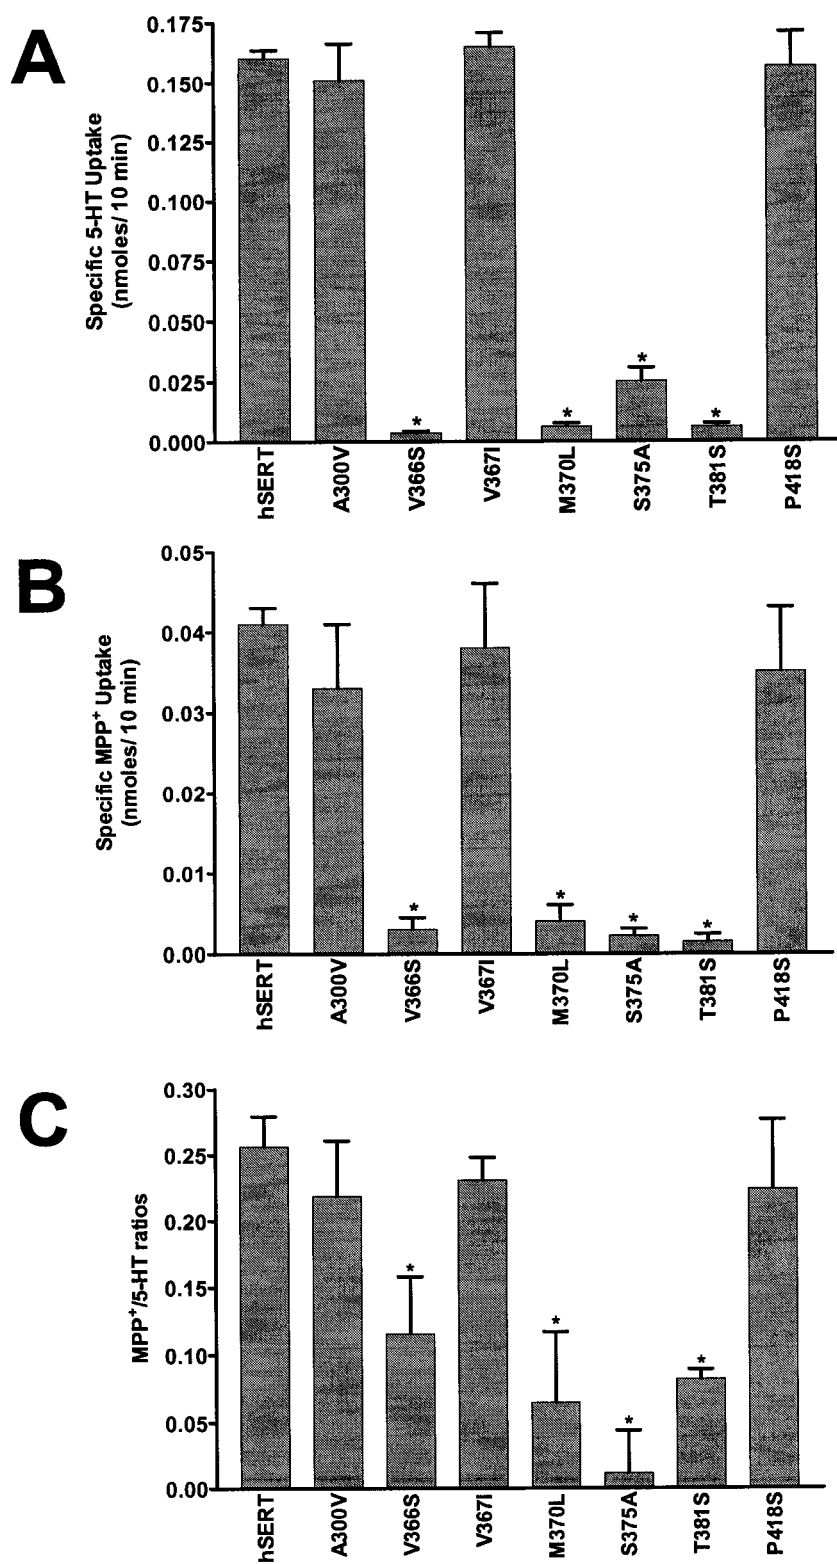 A
Specific 5-HT Uptake
(nmoles/ 10 min)
0.175
0.150
0.125
0.100
0.075
0.050
0.025
0.000
* * * *
hSERT A300V V366S V367I M370L S375A T381S P418S
B
Specific MPP⁺ Uptake
(nmoles/ 10 min)
0.05
0.04
0.03
0.02
0.01
0.00
* * * *
hSERT A300V V366S V367I M370L S375A T381S P418S
C
MPP⁺/5-HT ratios
0.30
0.25
0.20
0.15
0.10
0.05
0.00
* * * *
hSERT A300V V366S V367I M370L S375A T381S P418S